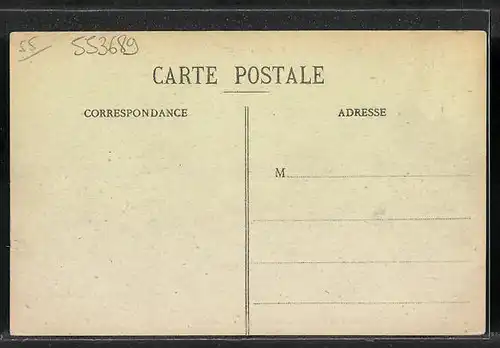 55 553689
CARTE POSTALE
CORRESPONDANCE ADRESSE
M